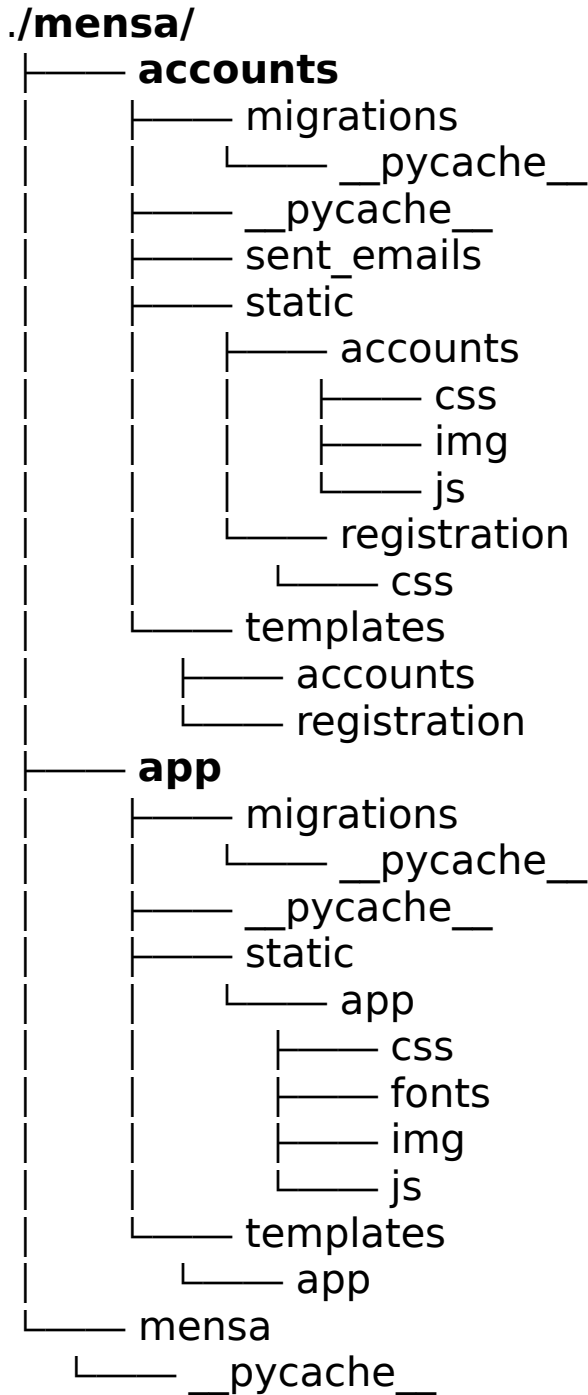 ./mensa/
├── accounts
│   ├── migrations
│   │   └── __pycache__
│   ├── __pycache__
│   ├── sent_emails
│   ├── static
│   │   ├── accounts
│   │   │   ├── css
│   │   │   ├── img
│   │   │   └── js
│   │   └── registration
│   │       └── css
│   └── templates
│       ├── accounts
│       └── registration
├── app
│   ├── migrations
│   │   └── __pycache__
│   ├── __pycache__
│   ├── static
│   │   └── app
│   │       ├── css
│   │       ├── fonts
│   │       ├── img
│   │       └── js
│   └── templates
│       └── app
└── mensa
    └── __pycache__